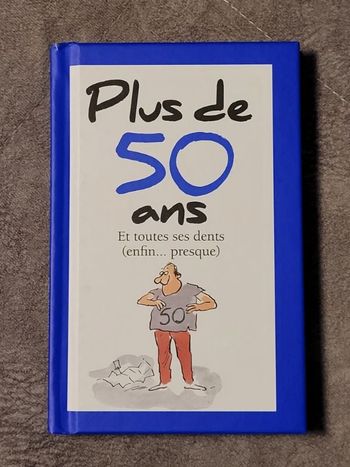 Plus de
50
ans
Et toutes ses dents
(enfin... presque)
50